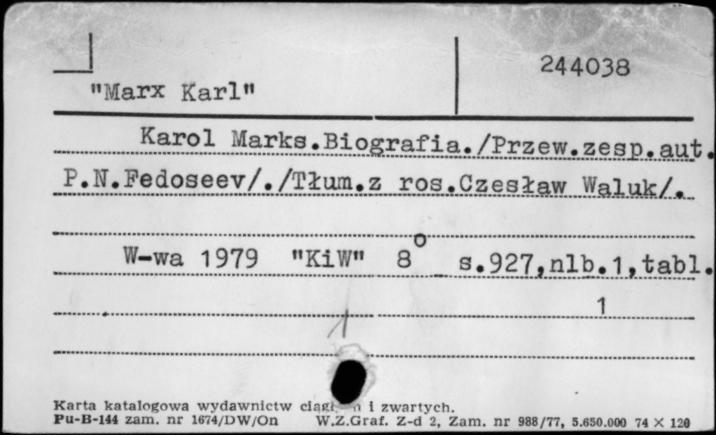 244038
"Marx Karl"
Karol Marks.Biografia./Przew.zesp.aut.
P.N.Fedoseev/./Tłum.z ros.Czesław Waluk/.
W-wa 1979 "KiW" 8° s.927,nlb.1,tabl.
1
1
Karta katalogowa wydawnictw i zwartych.
Pu-B-144 zam. nr 1674/DW/On W.Z.Graf. Z-d 2, Zam. nr 988/77, 5.650.000 74 × 120